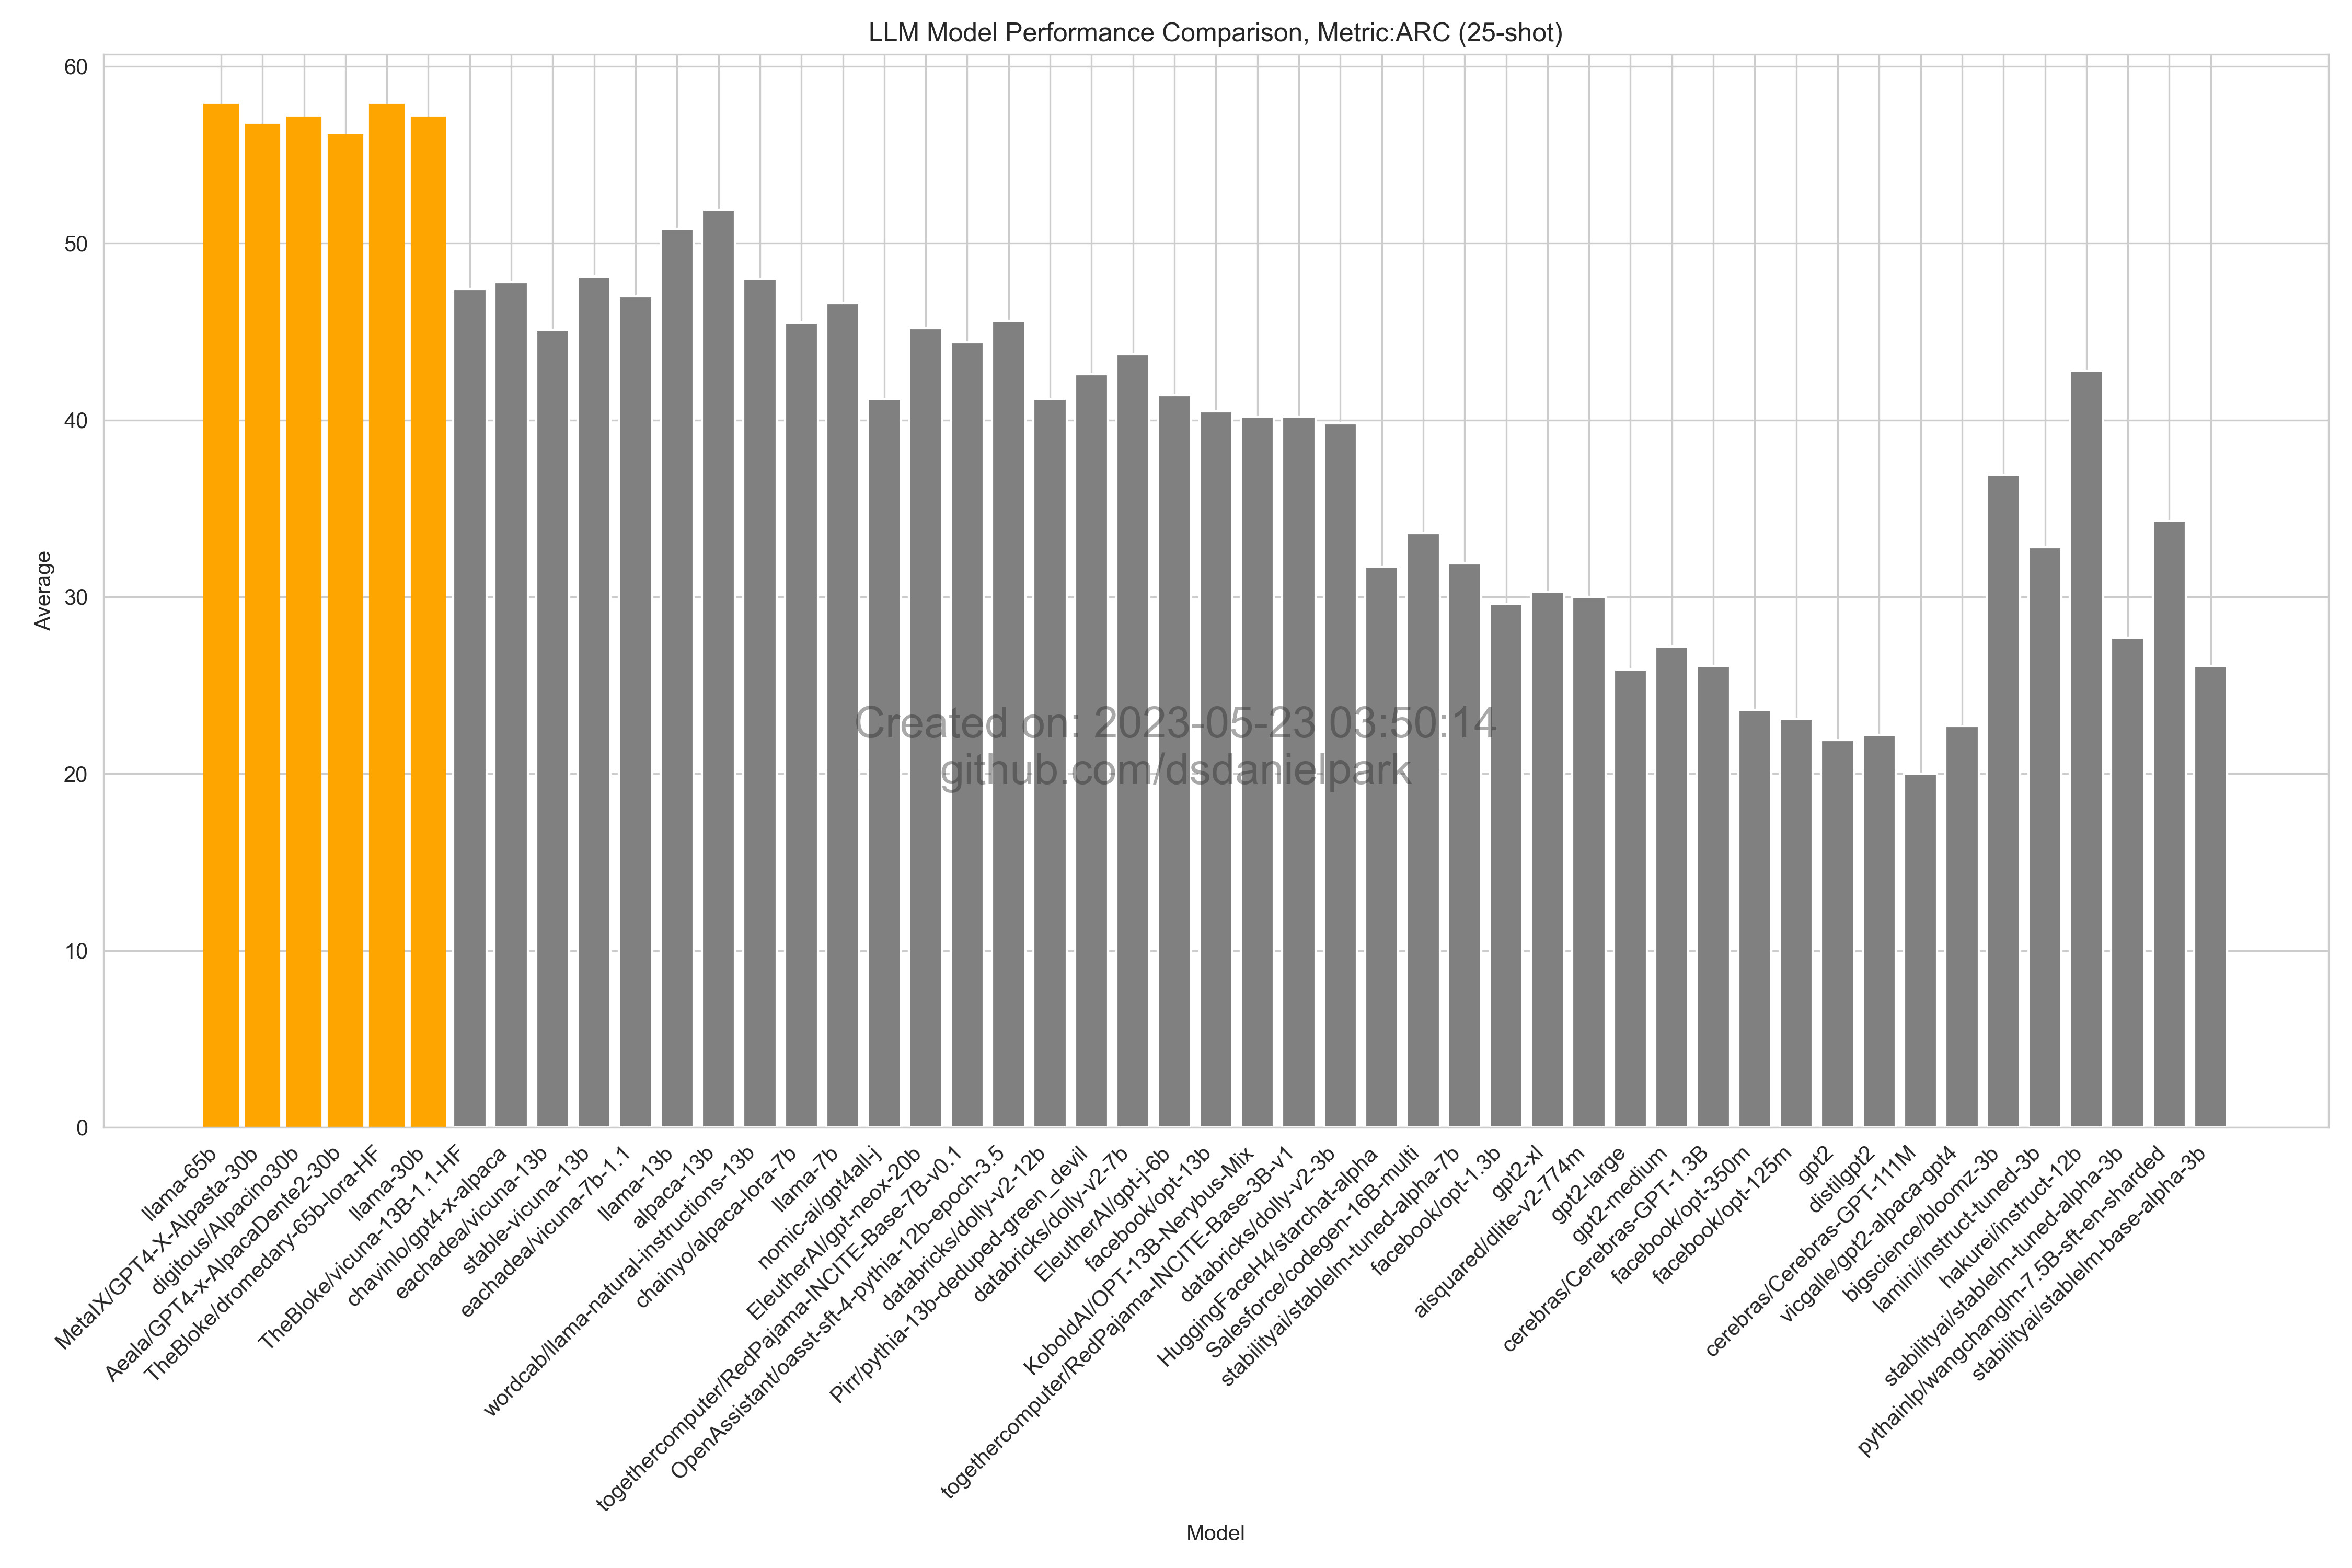 LLM Model Performance Comparison, Metric:ARC (25-shot)
60
50
40
30
20
10
0
Average
Created on: 2023-05-23 03:50:14
github.com/dsdanielpark
llama-65b
MetaIX/GPT4-X-Alpasta-30b
digitous/Alpacino30b
Aeala/GPT4-x-AlpacaDente2-30b
TheBloke/dromedary-65b-lora-HF
llama-30b
TheBloke/vicuna-13B-1.1-HF
chavinlo/gpt4-x-alpaca
eachadea/vicuna-13b
stable-vicuna-13b
eachadea/vicuna-7b-1.1
llama-13b
alpaca-13b
wordcab/llama-natural-instructions-13b
chainyo/alpaca-lora-7b
llama-7b
nomic-ai/gpt4all-j
EleutherAI/gpt-neox-20b
togethercomputer/RedPajama-INCITE-Base-7B-v0.1
OpenAssistant/oasst-sft-4-pythia-12b-epoch-3.5
databricks/dolly-v2-12b
Pirr/pythia-13b-deduped-green_devil
databricks/dolly-v2-7b
EleutherAI/gpt-j-6b
facebook/opt-13b
KoboldAI/OPT-13B-Nerybus-Mix
togethercomputer/RedPajama-INCITE-Base-3B-v1
databricks/dolly-v2-3b
HuggingFaceH4/starchat-alpha
Salesforce/codegen-16B-multi
stabilityai/stablelm-tuned-alpha-7b
facebook/opt-1.3b
gpt2-xl
aisquared/dlite-v2-774m
gpt2-large
gpt2-medium
cerebras/Cerebras-GPT-1.3B
facebook/opt-350m
facebook/opt-125m
gpt2
distilgpt2
cerebras/Cerebras-GPT-111M
vicgalle/gpt2-alpaca-gpt4
bigscience/bloomz-3b
lamini/instruct-tuned-3b
hakurei/instruct-12b
stabilityai/stablelm-tuned-alpha-3b
pythainlp/wangchanglm-7.5B-sft-en-sharded
stabilityai/stablelm-base-alpha-3b
Model